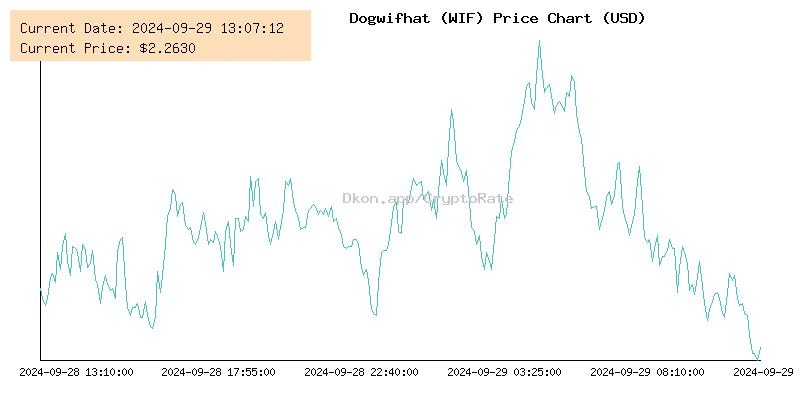 Dogwifhat (WIF) Price Chart (USD)
Current Date: 2024-09-29 13:07:12
Current Price: $2.2630
Dkon.app/CryptoRate
2024-09-28 13:10:00 2024-09-28 17:55:00 2024-09-28 22:40:00 2024-09-29 03:25:00 2024-09-29 08:10:00 2024-09-29